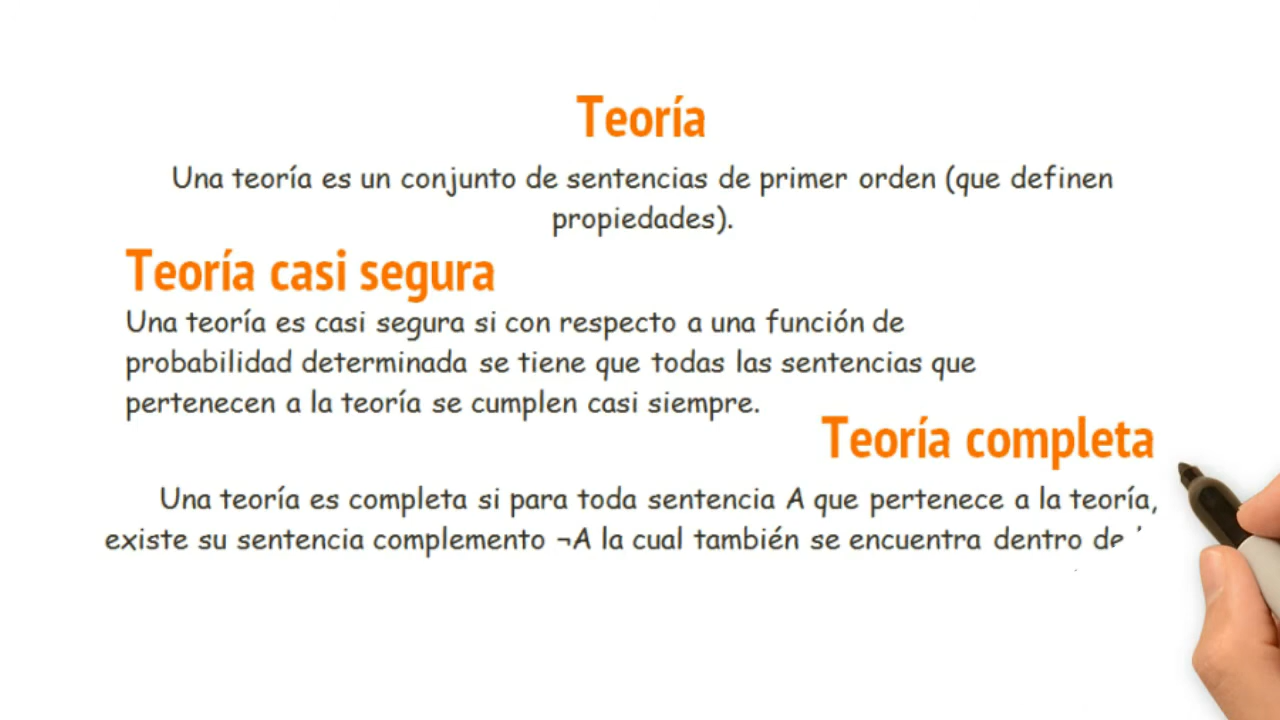 Teoría
Una teoría es un conjunto de sentencias de primer orden (que definen
propiedades).
Teoría casi segura
Una teoría es casi segura si con respecto a una función de
probabilidad determinada se tiene que todas las sentencias que
pertenecen a la teoría se cumplen casi siempre.
Teoría completa
Una teoría es completa si para toda sentencia A que pertenece a la teoría,
existe su sentencia complemento ¬A la cual también se encuentra dentro de